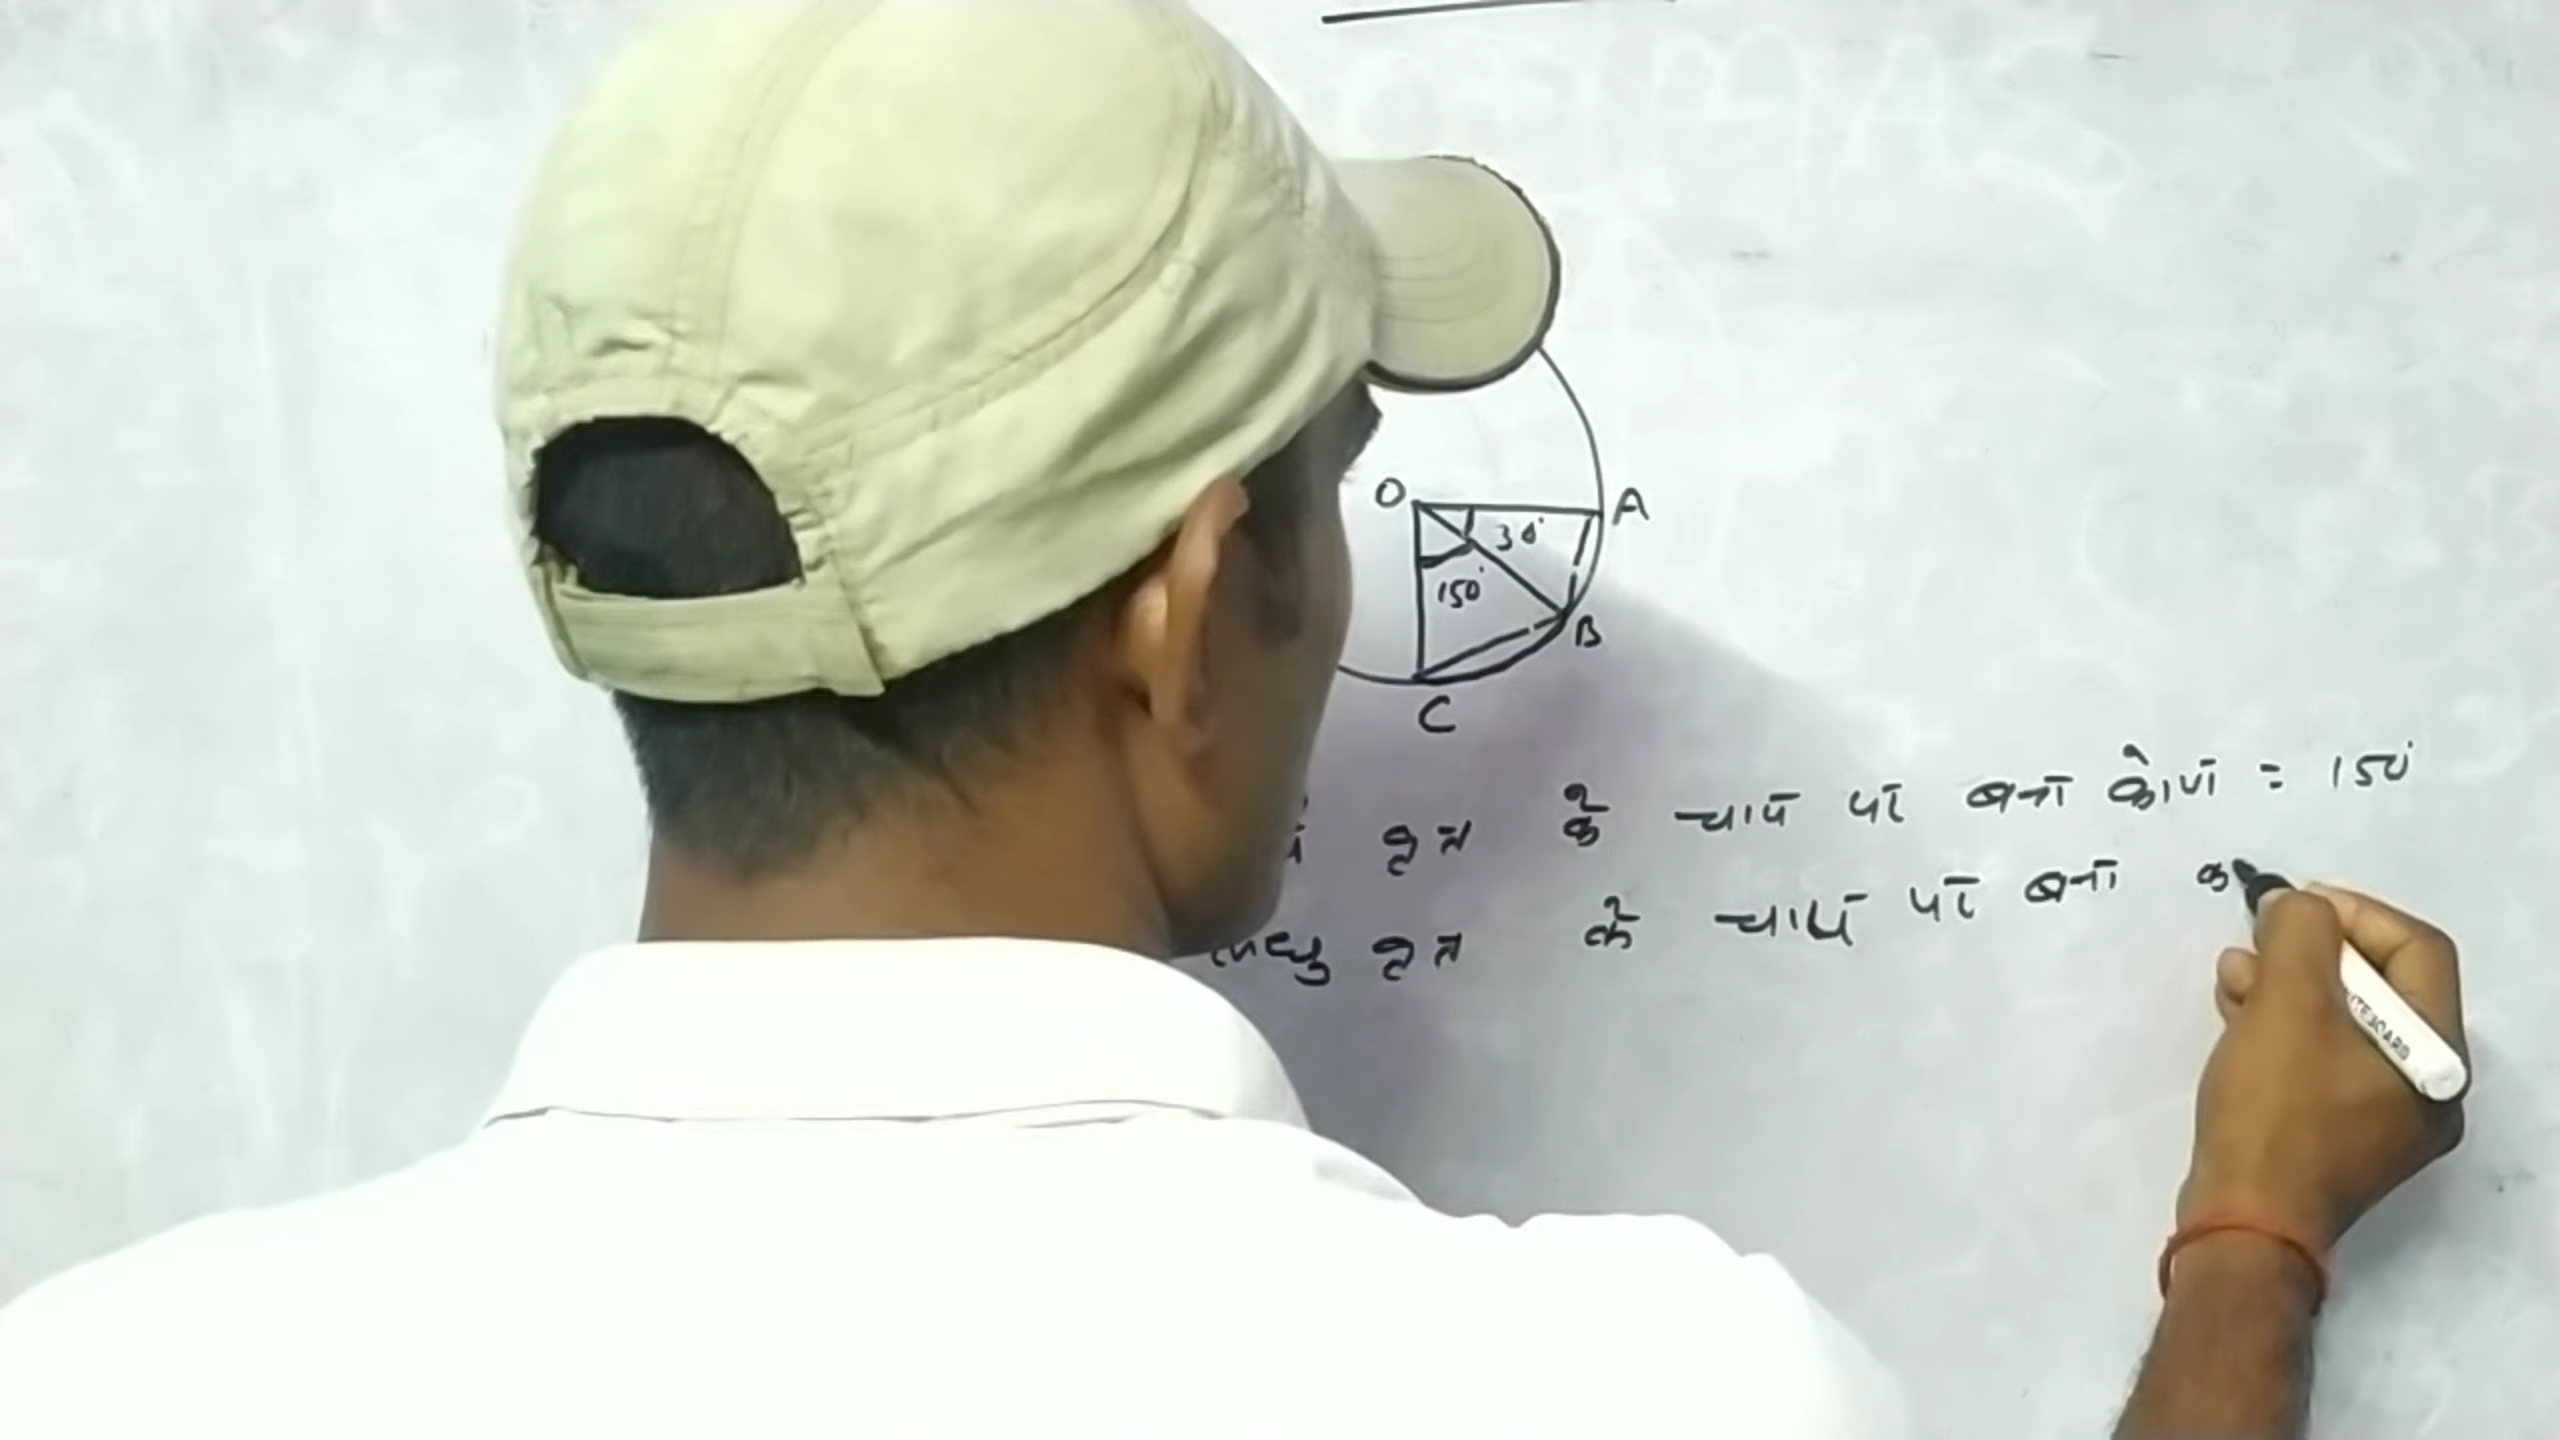 O
A
30°
150°
B
C
वृत के चाप पर बना कोण = 150°
लघु वृत के चाप पर बना क